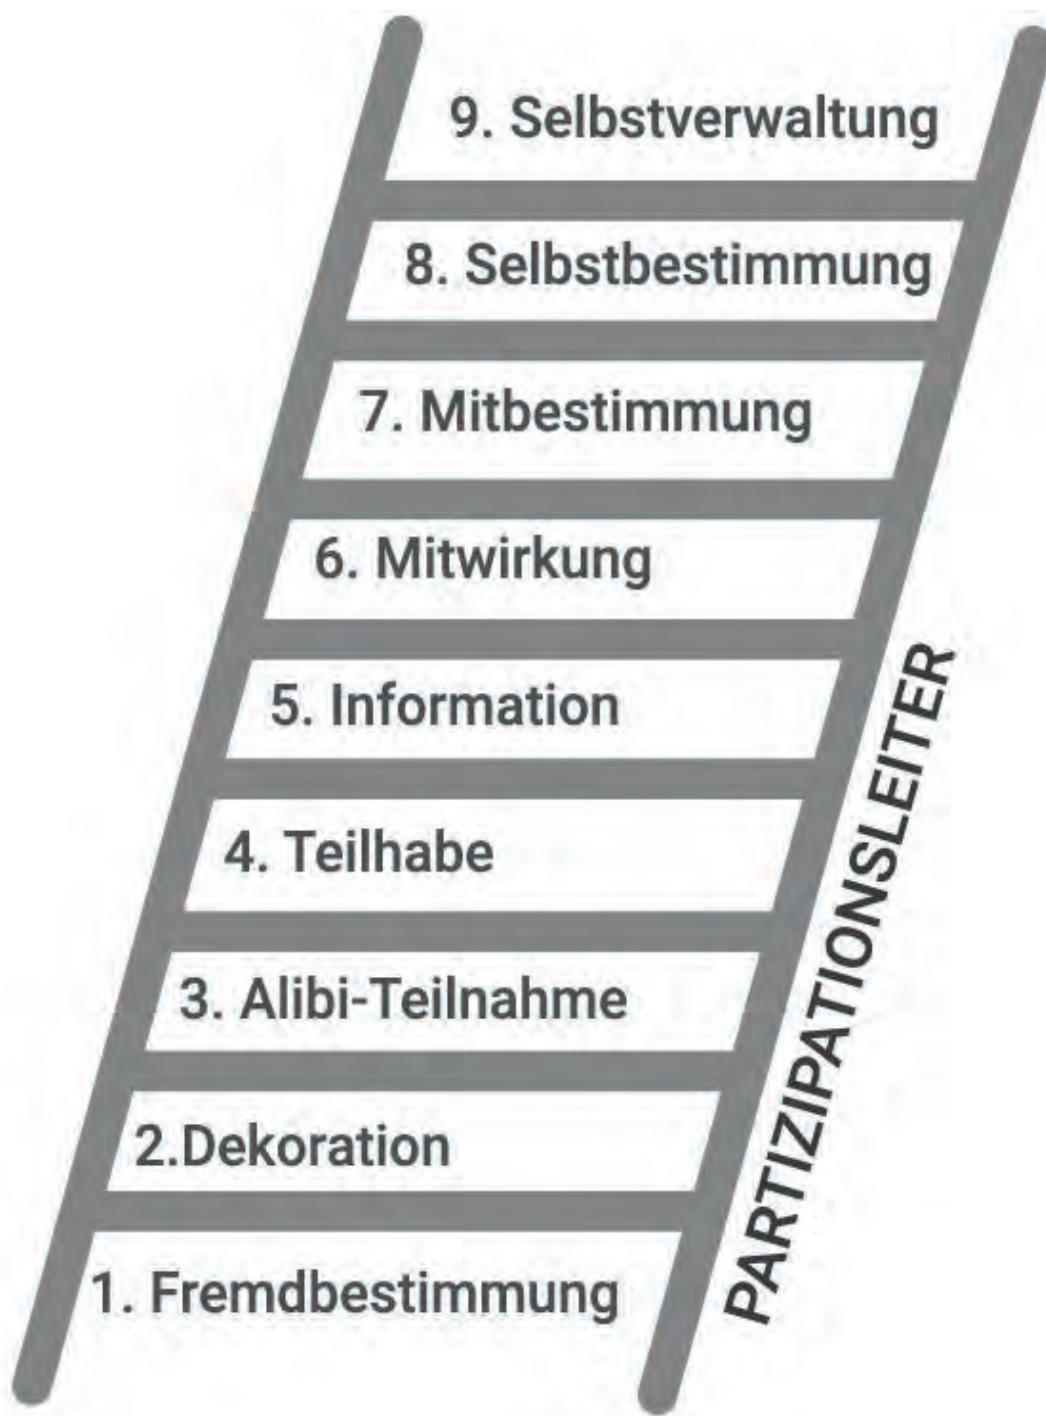 9. Selbstverwaltung
8. Selbstbestimmung
7. Mitbestimmung
6. Mitwirkung
5. Information
4. Teilhabe
3. Alibi-Teilnahme
2.Dekoration
1. Fremdbestimmung
PARTIZIPATIONSLEITER